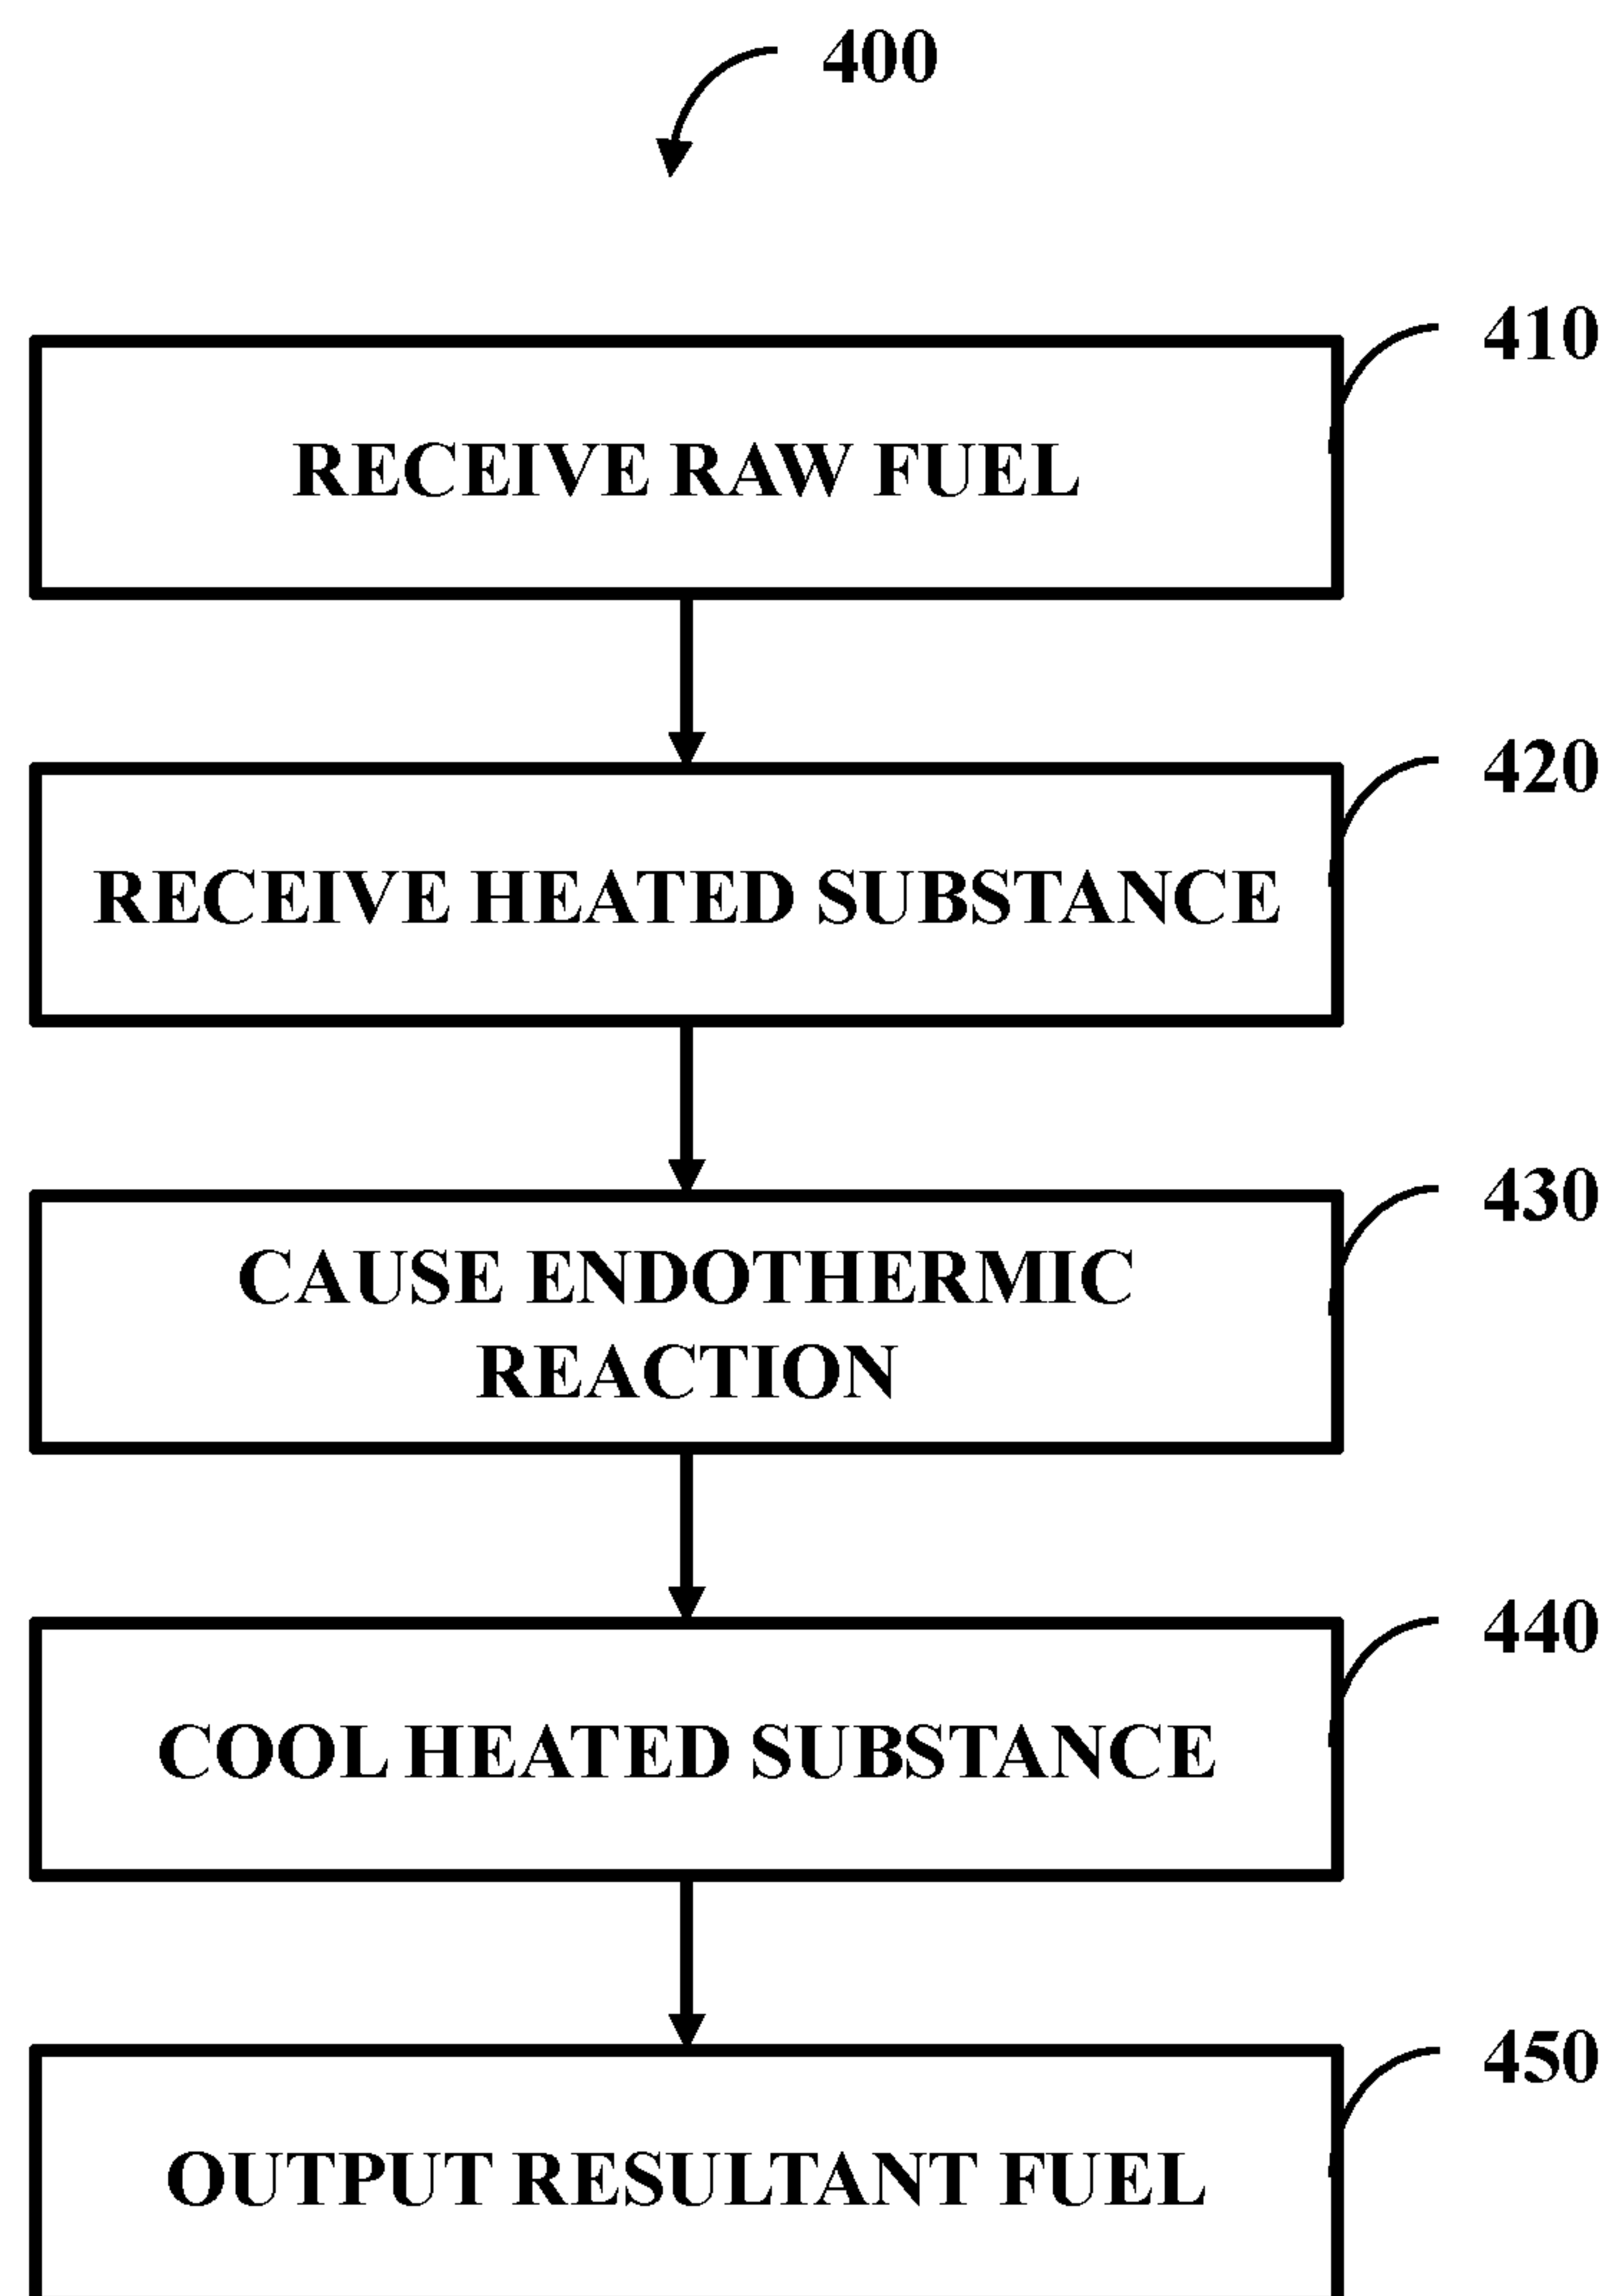 400
410
RECEIVE RAW FUEL
420
RECEIVE HEATED SUBSTANCE
430
CAUSE ENDOTHERMIC
REACTION
440
COOL HEATED SUBSTANCE
450
OUTPUT RESULTANT FUEL